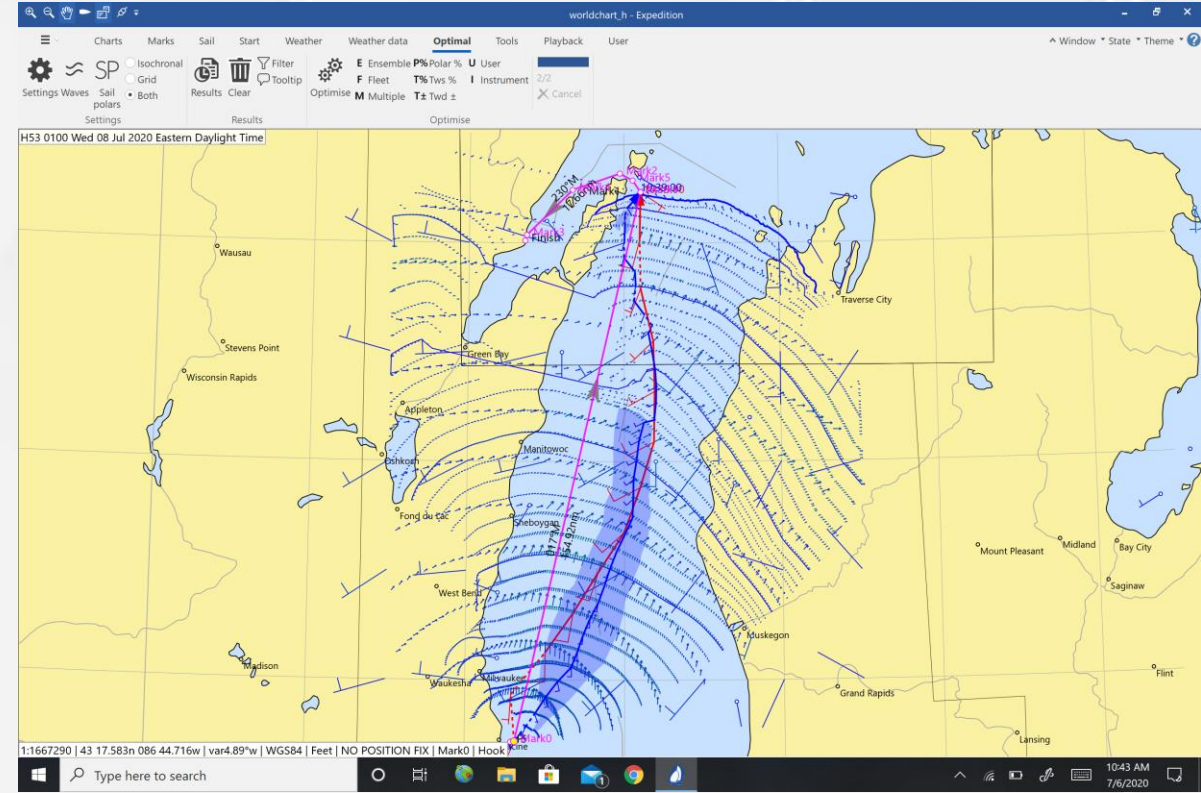 worldchart_h - Expedition
Charts Marks Sail Start Weather Weather data Optimal Tools Playback User
Window State Theme
Settings Waves Sail polars
Isochronal
Grid
Both
Settings
Results Clear
Filter
Tooltip
Results
Optimise
E Ensemble P% Polar % U User
F Fleet T% Tws % I Instrument
M Multiple T± Twd ±
2/2
Cancel
Optimise
H53 0100 Wed 08 Jul 2020 Eastern Daylight Time
Mark2
Mark5
230°M
Mark3
Finish
Wausau
Traverse City
Stevens Point
Green Bay
Wisconsin Rapids
Appleton
Manitowoc
Oshkosh
Fond du Lac
Sheboygan
017°M
154.92nm
Mount Pleasant
Midland
Bay City
Saginaw
West Bend
Muskegon
Madison
Waukesha
Milwaukee
Flint
Grand Rapids
Lansing
Mark0
1:1667290 | 43 17.583n 086 44.716w | var4.89°w | WGS84 | Feet | NO POSITION FIX | Mark0 | Hook
Type here to search
10:43 AM
7/6/2020